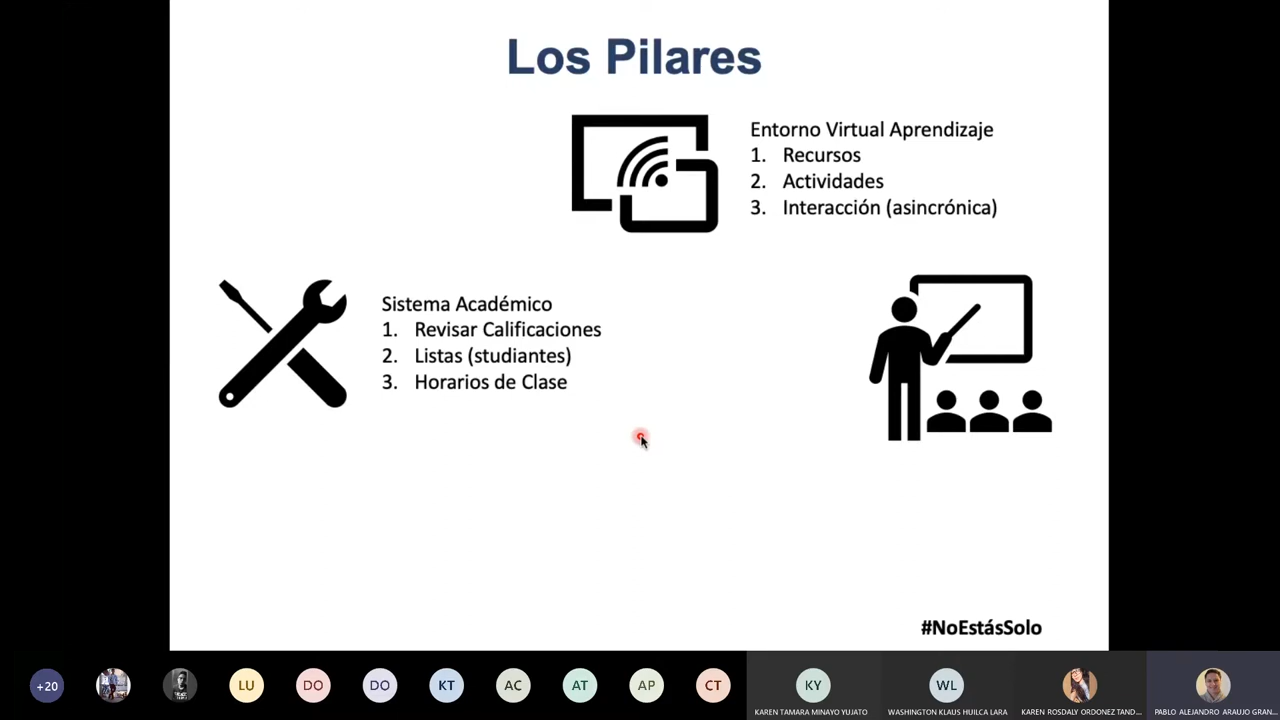 Los Pilares
Entorno Virtual Aprendizaje
1. Recursos
2. Actividades
3. Interacción (asincrónica)
Sistema Académico
1. Revisar Calificaciones
2. Listas (studiantes)
3. Horarios de Clase
#NoEstásSolo
+20
LU
DO
DO
KT
AC
AT
AP
CT
KY
WL
KAREN TAMARA MINAYO YUJATO
WASHINGTON KLAUS HUILCA LARA
KAREN ROSDALY ORDONEZ TAND...
PABLO ALEJANDRO ARAUJO GRAN...